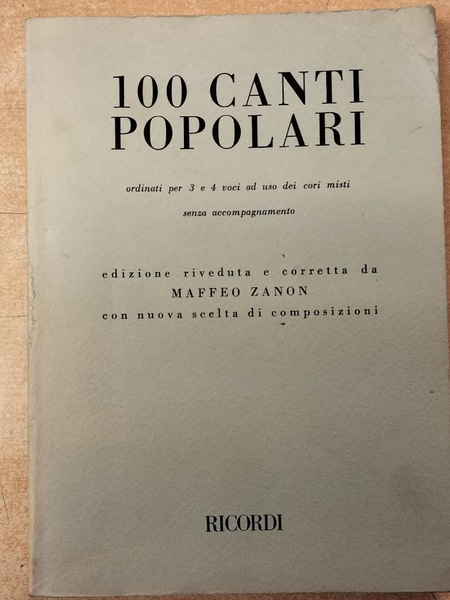 100 CANTI
POPOLARI
ordinati per 3 e 4 voci ad uso dei cori misti
senza accompagnamento
edizione riveduta e corretta da
MAFFEO ZANON
con nuova scelta di composizioni
RICORDI